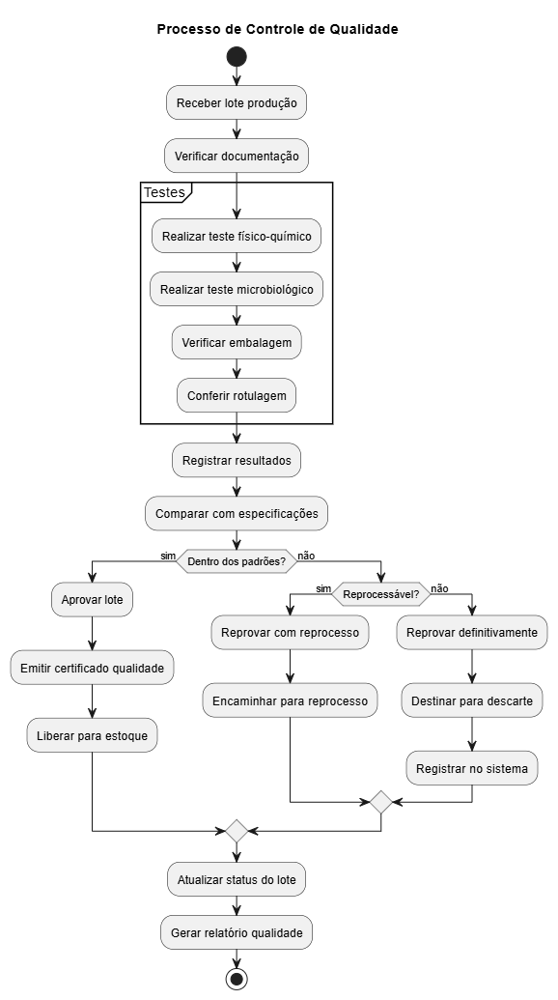 Processo de Controle de Qualidade
Receber lote produção
Verificar documentação
Testes
Realizar teste físico-químico
Realizar teste microbiológico
Verificar embalagem
Conferir rotulagem
Registrar resultados
Comparar com especificações
sim
Dentro dos padrões?
não
Aprovar lote
Emitir certificado qualidade
Liberar para estoque
sim
Reprocessável?
não
Reprovar com reprocesso
Encaminhar para reprocesso
Reprovar definitivamente
Destinar para descarte
Registrar no sistema
Atualizar status do lote
Gerar relatório qualidade